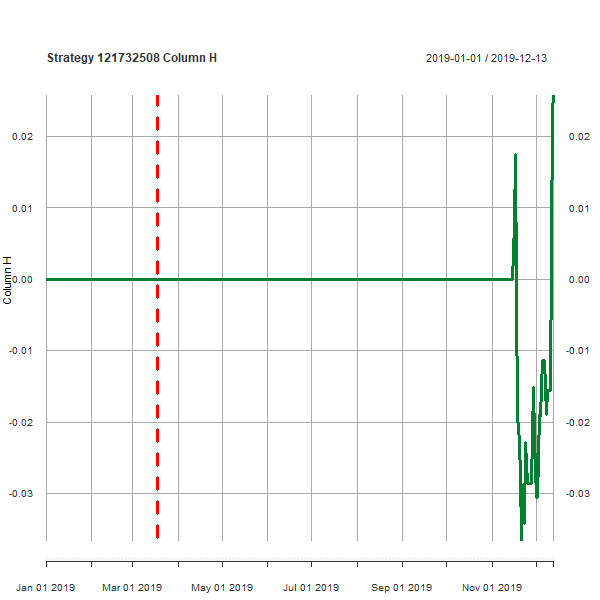 Strategy 121732508 Column H
2019-01-01 / 2019-12-13
0.02 0.02
0.01 0.01
0.00 0.00
Column H
-0.01 -0.01
-0.02 -0.02
-0.03 -0.03
Jan 01 2019 Mar 01 2019 May 01 2019 Jul 01 2019 Sep 01 2019 Nov 01 2019